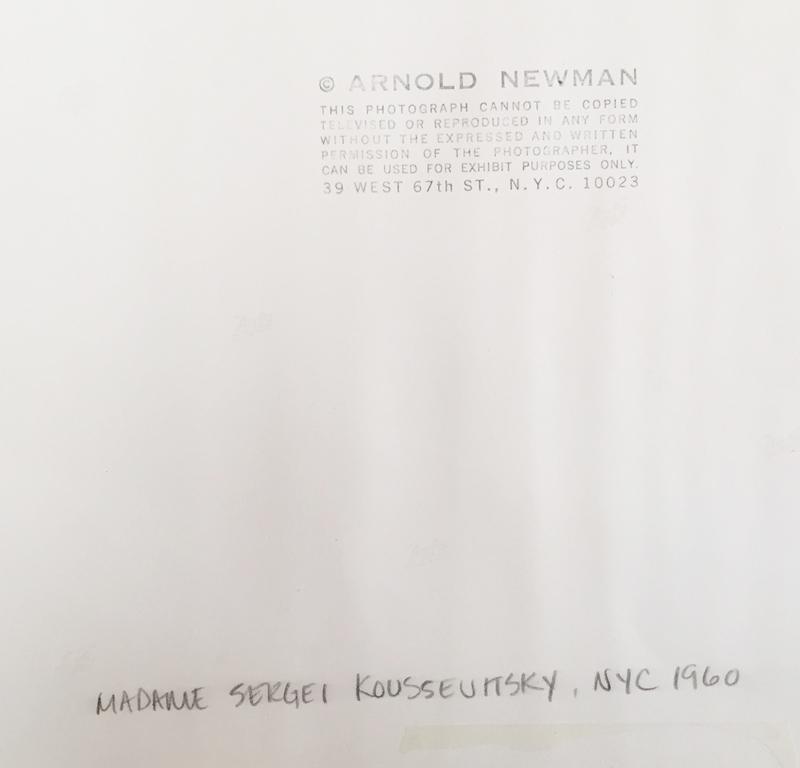 © ARNOLD NEWMAN
THIS PHOTOGRAPH CANNOT BE COPIED
TELEVISED OR REPRODUCED IN ANY FORM
WITHOUT THE EXPRESSED AND WRITTEN
PERMISSION OF THE PHOTOGRAPHER, IT
CAN BE USED FOR EXHIBIT PURPOSES ONLY.
39 WEST 67th ST., N.Y.C. 10023
MADAME SERGEI KOUSSEVITSKY, NYC 1960